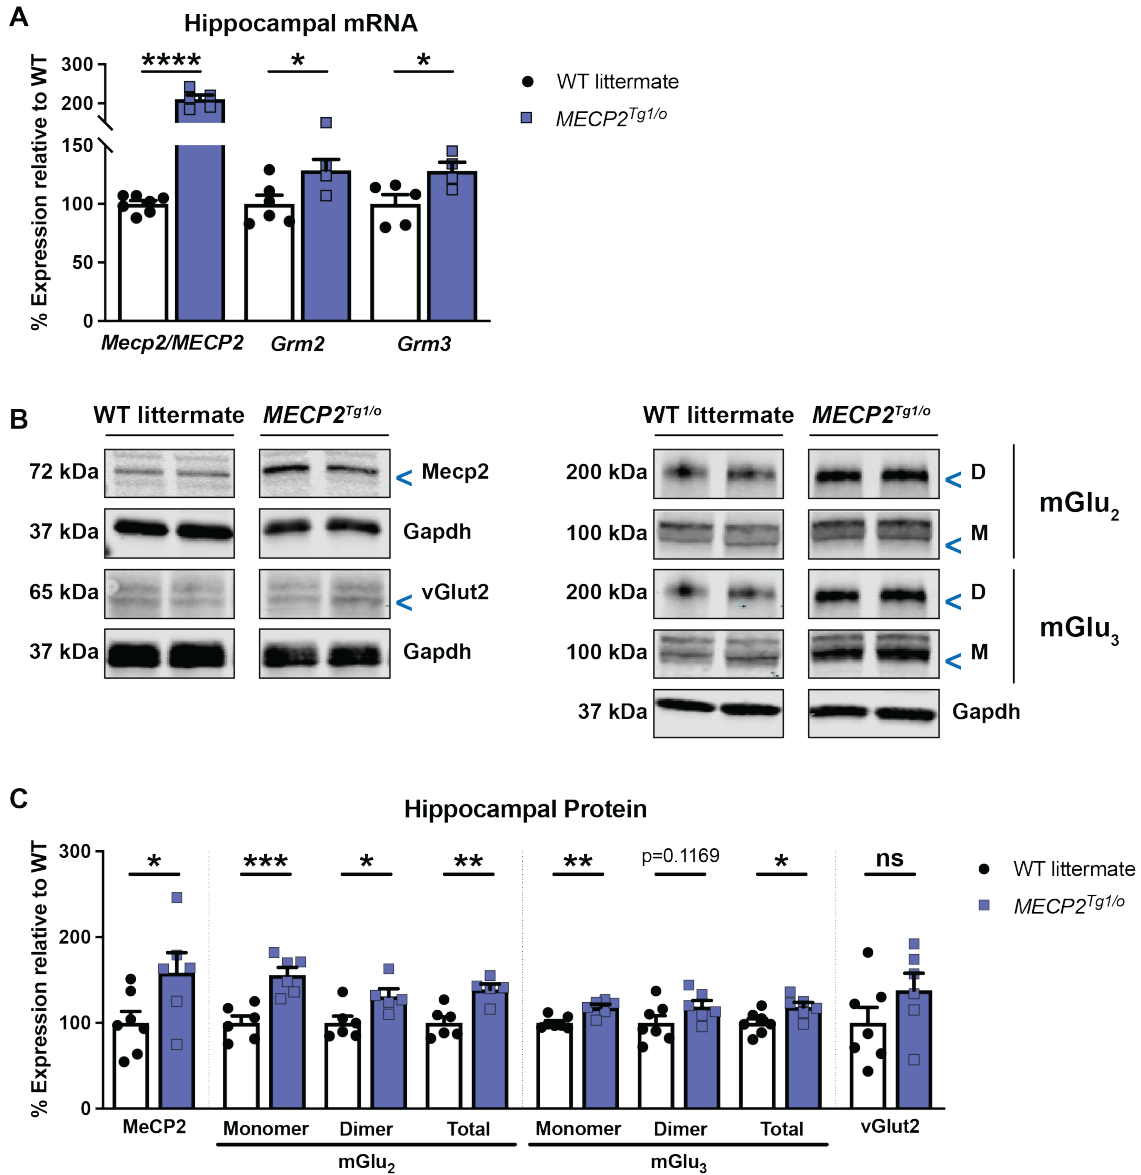 A
Hippocampal mRNA
% Expression relative to WT
300
200
150
100
50
0
**** * *
Mecp2/MECP2 Grm2 Grm3
WT littermate
MECP2Tg1/o
B
WT littermate MECP2Tg1/o
72 kDa < Mecp2
37 kDa Gapdh
65 kDa < vGlut2
37 kDa Gapdh
WT littermate MECP2Tg1/o
200 kDa < D
100 kDa < M
mGlu2
200 kDa < D
100 kDa < M
mGlu3
37 kDa Gapdh
C
Hippocampal Protein
% Expression relative to WT
300
200
100
0
* *** * ** ** p=0.1169 * ns
MeCP2 Monomer Dimer Total Monomer Dimer Total vGlut2
mGlu2 mGlu3
WT littermate
MECP2Tg1/o